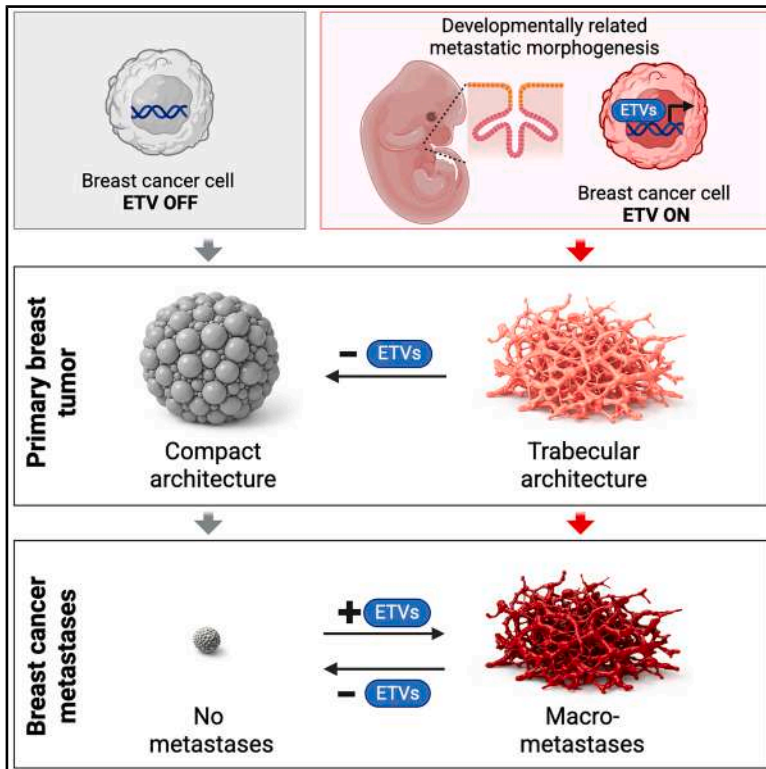 Breast cancer cell
ETV OFF
Developmentally related
metastatic morphogenesis
ETVs
Breast cancer cell
ETV ON
Primary breast
tumor
Compact
architecture
- ETVs
Trabecular
architecture
Breast cancer
metastases
No
metastases
+ ETVs
- ETVs
Macro-
metastases